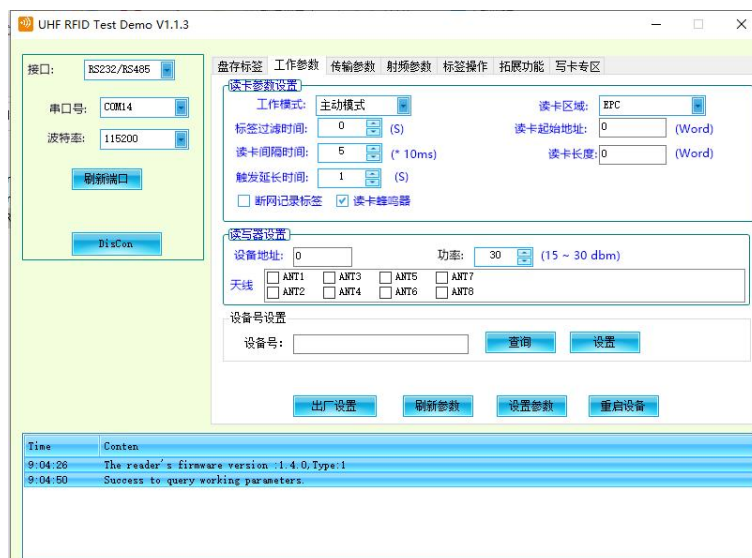 UHF RFID Test Demo V1.1.3
接口: RS232/RS485
串口号: COM14
波特率: 115200
刷新端口
DisCon
盘存标签 工作参数 传输参数 射频参数 标签操作 拓展功能 写卡专区
读卡参数设置
工作模式: 主动模式 读卡区域: EPC
标签过滤时间: 0 (S) 读卡起始地址: 0 (Word)
读卡间隔时间: 5 (* 10ms) 读卡长度: 0 (Word)
触发延长时间: 1 (S)
断网记录标签 读卡蜂鸣器
读写器设置
设备地址: 0 功率: 30 (15 ~ 30 dbm)
天线
ANT1 ANT3 ANT5 ANT7
ANT2 ANT4 ANT6 ANT8
设备号设置
设备号: 查询 设置
出厂设置 刷新参数 设置参数 重启设备
Time Conten
9:04:26 The reader's firmware version :1.4.0,Type:1
9:04:50 Success to query working parameters.